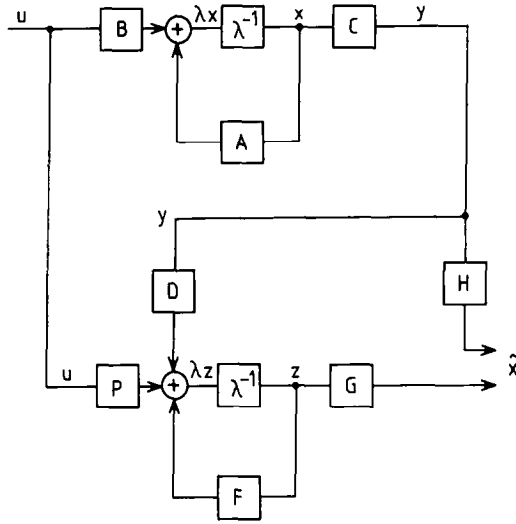 u B λx λ⁻¹ x C y
A
y
D H
x̃
u P λz λ⁻¹ z G
F